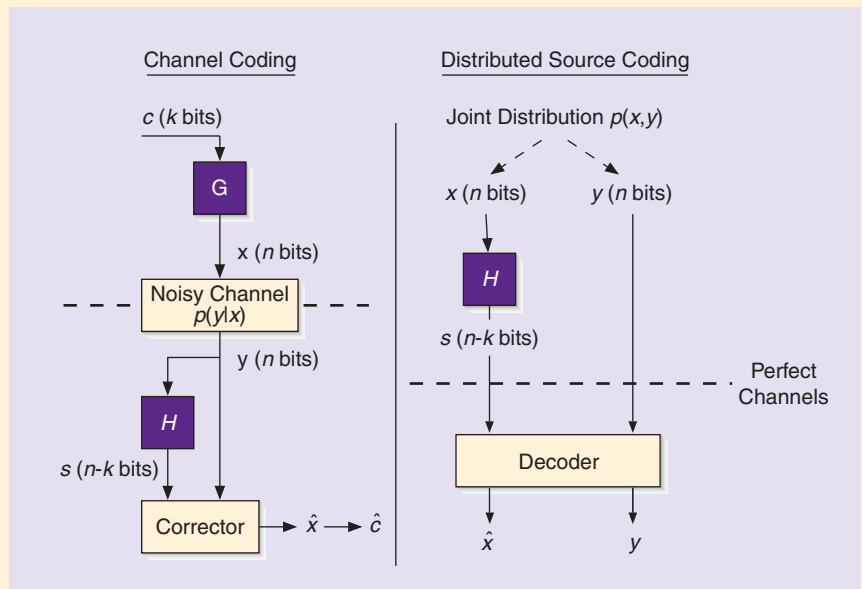 Channel Coding
c (k bits)
G
x (n bits)
Noisy Channel
p(y|x)
y (n bits)
H
s (n-k bits)
Corrector
x̂
ĉ
Distributed Source Coding
Joint Distribution p(x,y)
x (n bits)
y (n bits)
H
s (n-k bits)
Perfect
Channels
Decoder
x̂
y